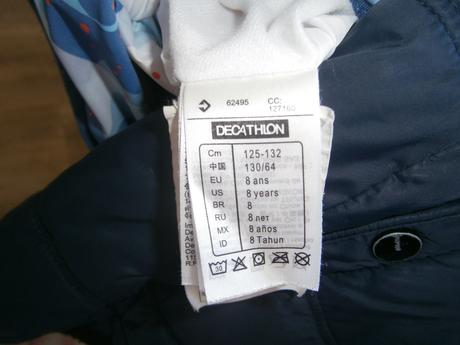 62495 CC:
127160
DECATHLON
Cm 125-132
中国 130/64
EU 8 ans
US 8 years
BR 8
RU 8 лет
MX 8 años
ID 8 Tahun
30